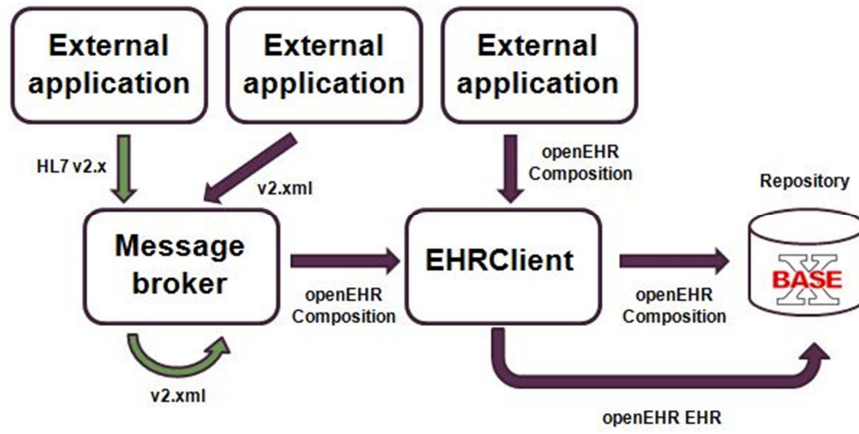 External
application
External
application
External
application
HL7 v2.x
v2.xml
openEHR
Composition
Repository
Message
broker
EHRClient
X
BASE
openEHR
Composition
openEHR
Composition
v2.xml
openEHR EHR